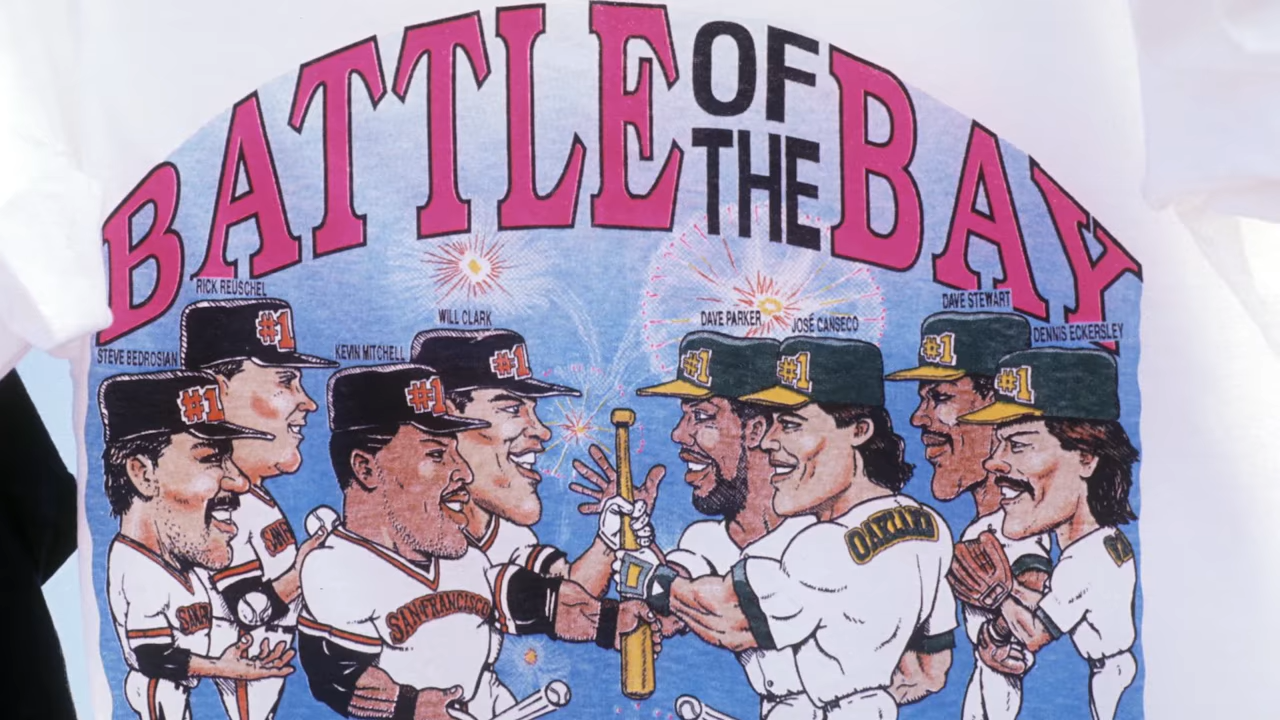 BATTLE OF THE BAY
RICK REUSCHEL
WILL CLARK
DAVE PARKER
JOSÉ CANSECO
DAVE STEWART
DENNIS ECKERSLEY
STEVE BEDROSIAN
KEVIN MITCHELL
#1
#1
#1
#1
#1
#1
#1
#1
SAN FRANCISCO
OAKLAND